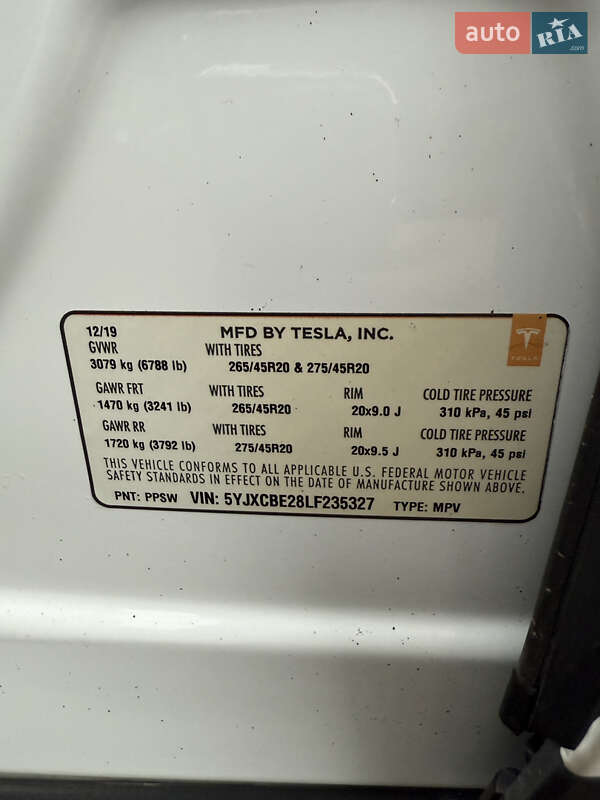 auto RIA .com
12/19 MFD BY TESLA, INC.
GVWR WITH TIRES
3079 kg (6788 lb) 265/45R20 & 275/45R20
TESLA
GAWR FRT WITH TIRES RIM COLD TIRE PRESSURE
1470 kg (3241 lb) 265/45R20 20x9.0 J 310 kPa, 45 psi
GAWR RR WITH TIRES RIM COLD TIRE PRESSURE
1720 kg (3792 lb) 275/45R20 20x9.5 J 310 kPa, 45 psi
THIS VEHICLE CONFORMS TO ALL APPLICABLE U.S. FEDERAL MOTOR VEHICLE
SAFETY STANDARDS IN EFFECT ON THE DATE OF MANUFACTURE SHOWN ABOVE.
PNT: PPSW VIN: 5YJXCBE28LF235327 TYPE: MPV